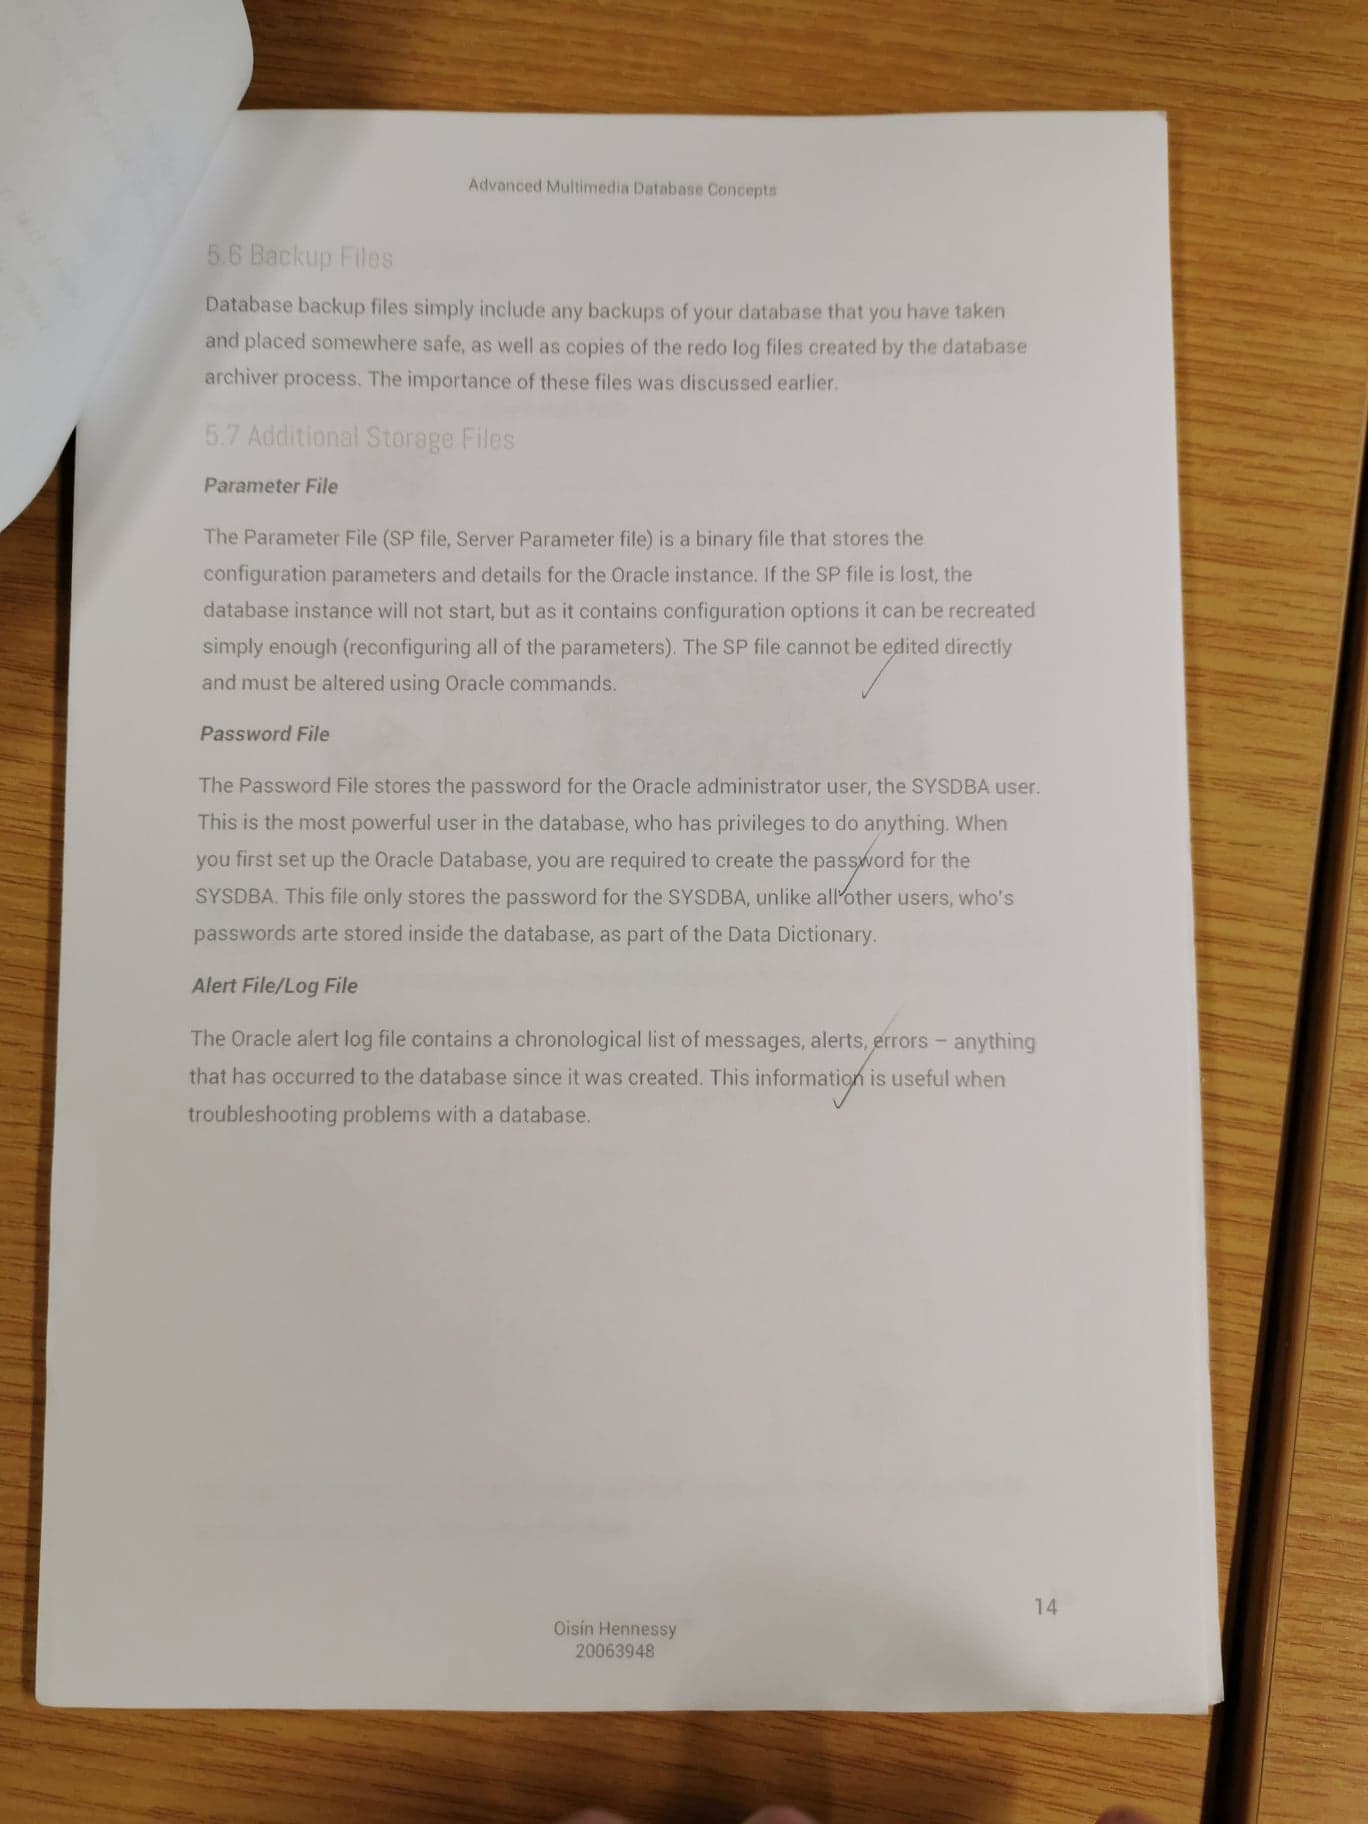 Advanced Multimedia Database Concepts
5.6 Backup Files
Database backup files simply include any backups of your database that you have taken
and placed somewhere safe, as well as copies of the redo log files created by the database
archiver process. The importance of these files was discussed earlier.
5.7 Additional Storage Files
Parameter File
The Parameter File (SP file, Server Parameter file) is a binary file that stores the
configuration parameters and details for the Oracle instance. If the SP file is lost, the
database instance will not start, but as it contains configuration options it can be recreated
simply enough (reconfiguring all of the parameters). The SP file cannot be edited directly
and must be altered using Oracle commands.
Password File
The Password File stores the password for the Oracle administrator user, the SYSDBA user.
This is the most powerful user in the database, who has privileges to do anything. When
you first set up the Oracle Database, you are required to create the password for the
SYSDBA. This file only stores the password for the SYSDBA, unlike all other users, who's
passwords arte stored inside the database, as part of the Data Dictionary.
Alert File/Log File
The Oracle alert log file contains a chronological list of messages, alerts, errors – anything
that has occurred to the database since it was created. This information is useful when
troubleshooting problems with a database.
14
Oisín Hennessy
20063948